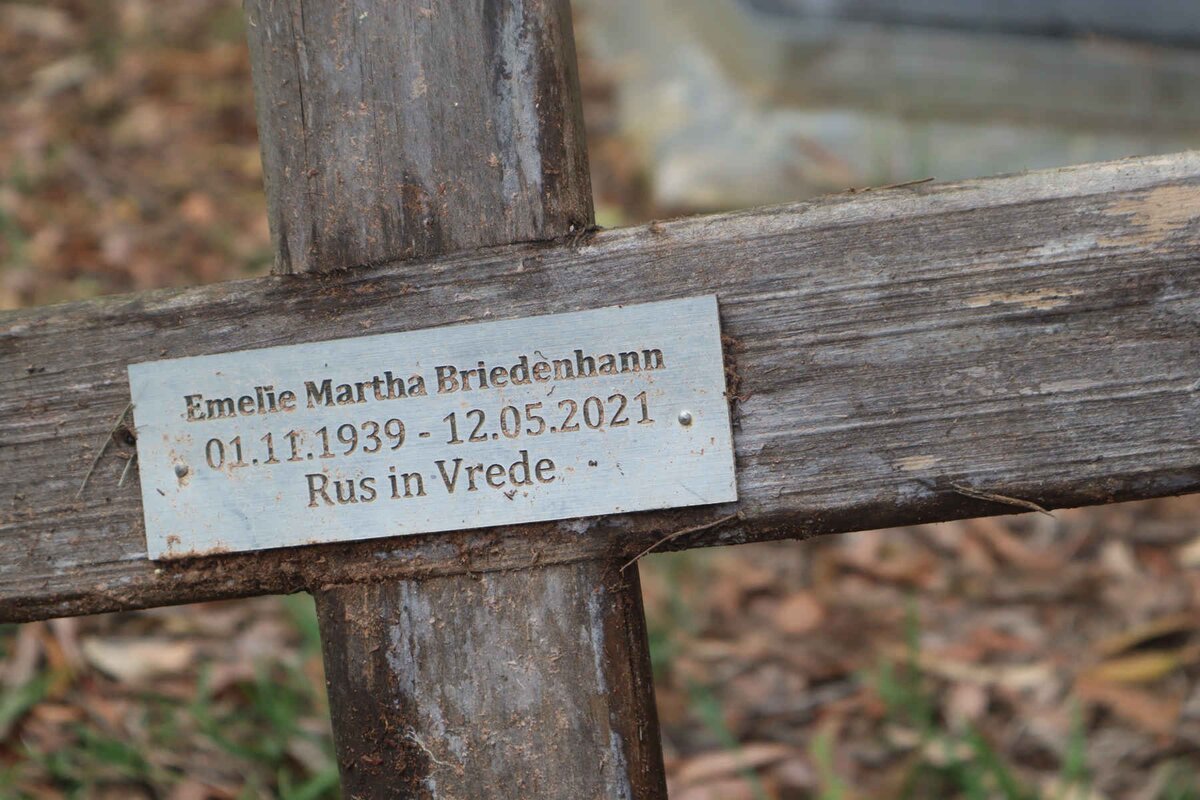 Emelie Martha Briedenhann
01.11.1939 - 12.05.2021
Rus in Vrede